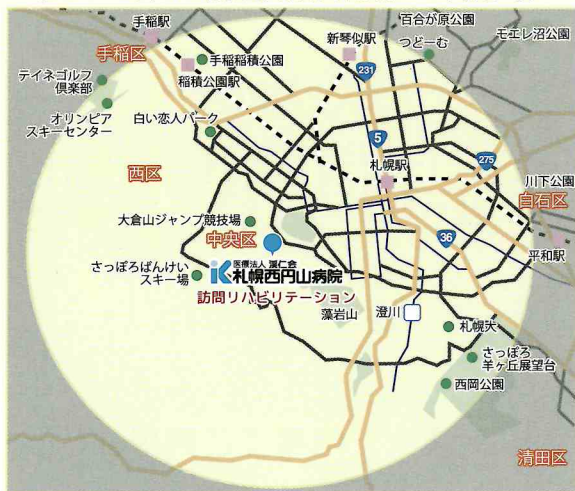 手稲駅
手稲区
手稲稲積公園
稲積公園駅
テイネゴルフ
倶楽部
オリンピア
スキーセンター
白い恋人パーク
新琴似駅
百合が原公園
つどーむ
モエレ沼公園
231
5
275
札幌駅
川下公園
白石区
西区
大倉山ジャンプ競技場
中央区
36
平和駅
医療法人 渓仁会
札幌西円山病院
訪問リハビリテーション
さっぽろばんけい
スキー場
藻岩山
澄川
札幌大
さっぽろ
羊ヶ丘展望台
西岡公園
清田区